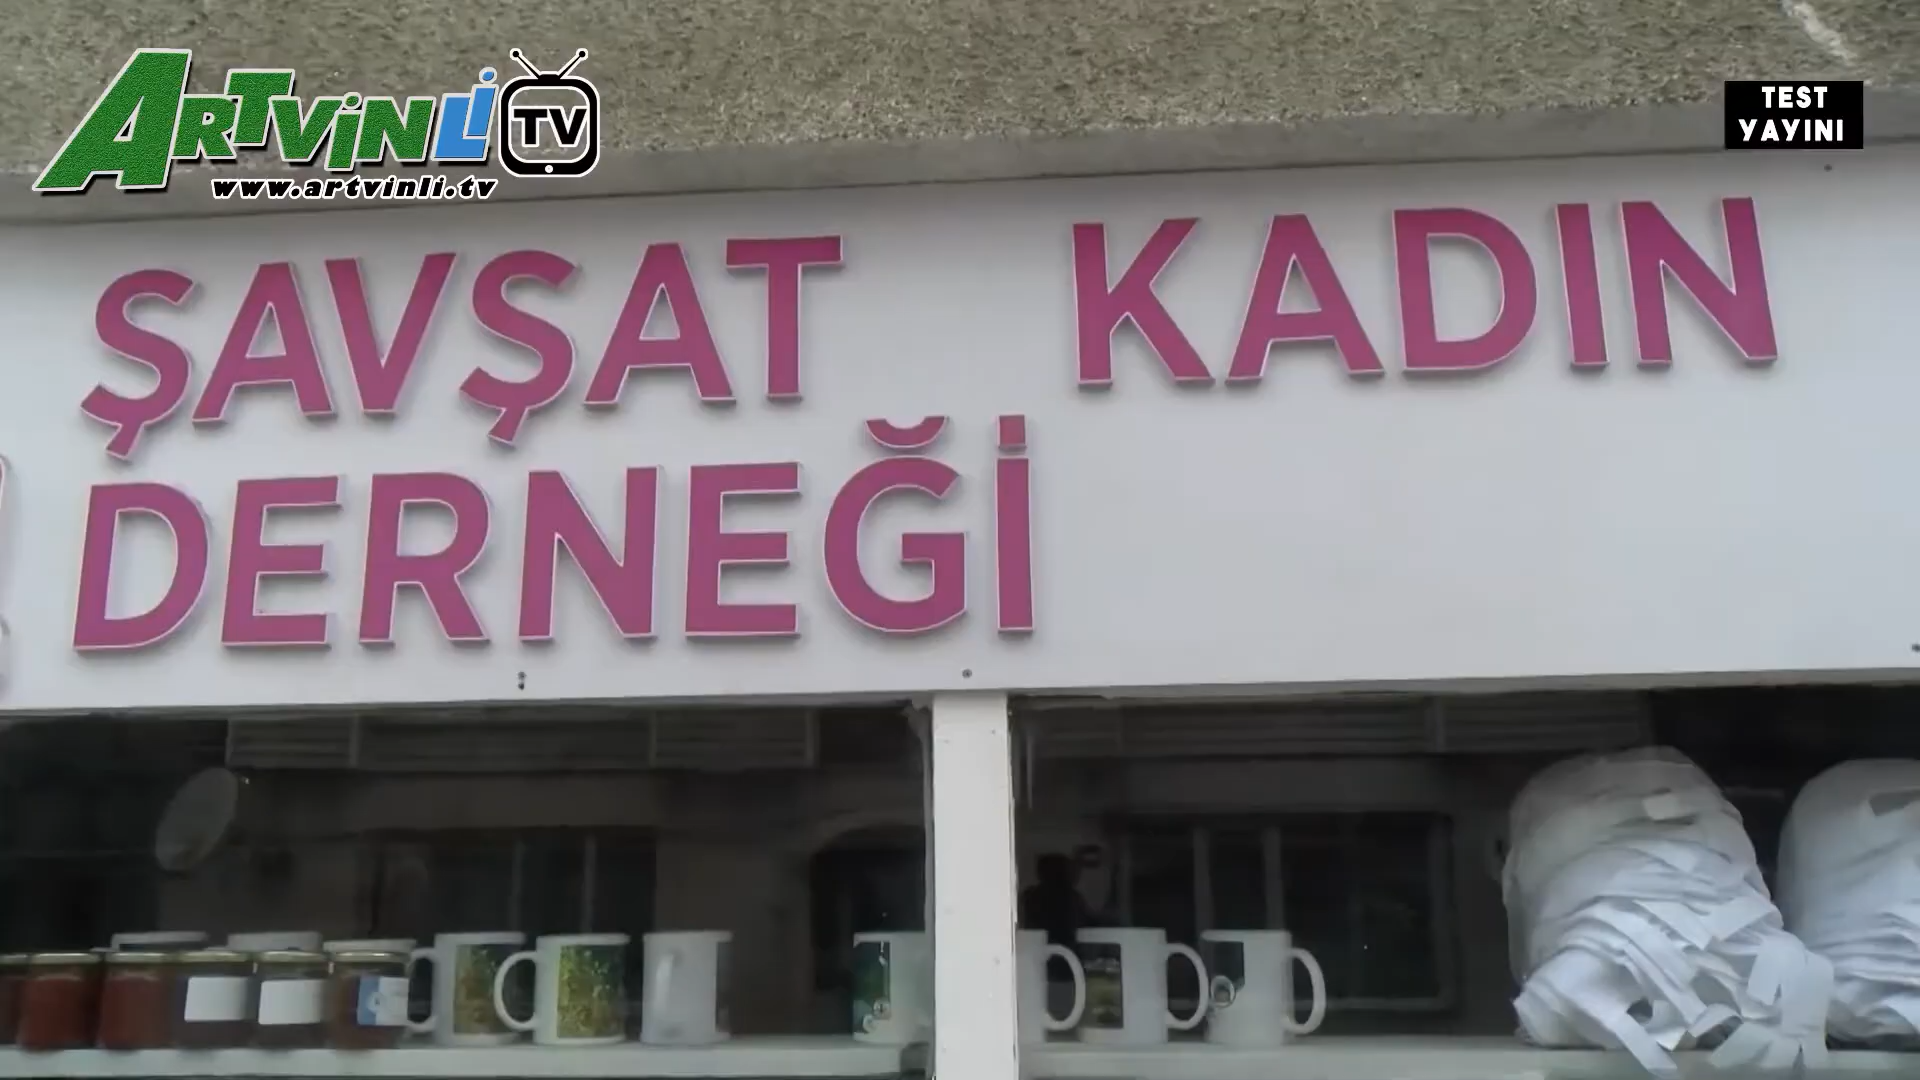 ARTVİNLİ TV
www.artvinli.tv
TEST
YAYINI
ŞAVŞAT KADIN
DERNEĞİ